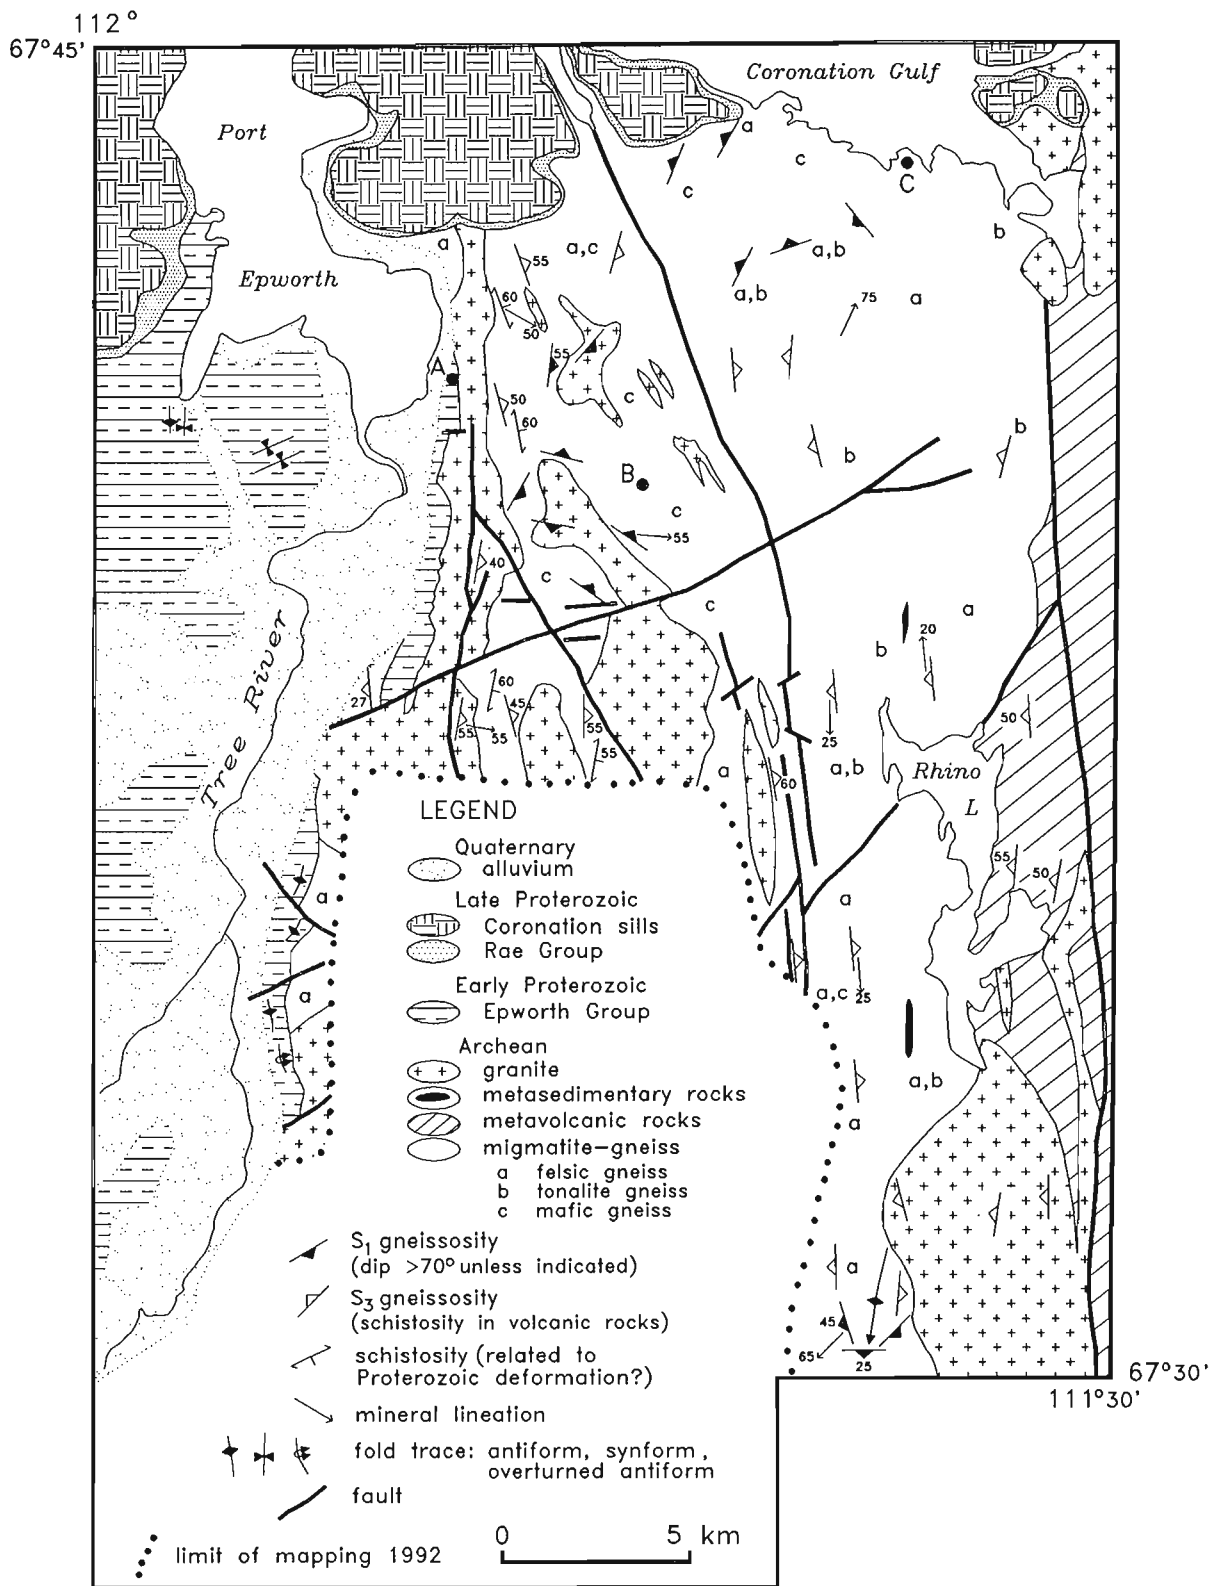 112°
67°45'
Coronation Gulf
Port
a
c
C
c
b
a
a,c
a,b
55
Epworth
a,b
a
75
60
50
55
A
c
50
60
b
b
B
c
55
40
c
c
a
b
20
27
60
45
55
55
55
55
50
25
a,b
Rhino
L
a
60
Tree River
LEGEND
Quaternary
alluvium
Late Proterozoic
Coronation sills
Rae Group
Early Proterozoic
Epworth Group
Archean
granite
metasedimentary rocks
metavolcanic rocks
migmatite-gneiss
a felsic gneiss
b tonalite gneiss
c mafic gneiss
55
50
a
a
a
a,c
25
a,b
a
a
S1 gneissosity
(dip >70° unless indicated)
S3 gneissosity
(schistosity in volcanic rocks)
schistosity (related to
Proterozoic deformation?)
mineral lineation
fold trace: antiform, synform,
overturned antiform
fault
limit of mapping 1992
0 5 km
45
65
25
67°30'
111°30'